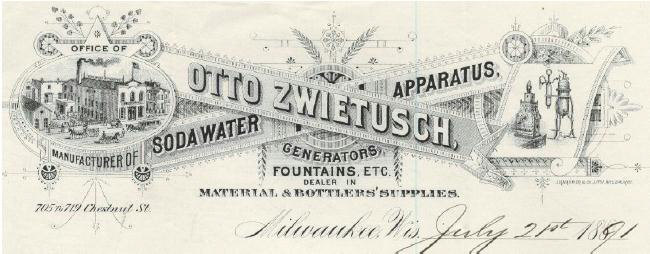 OFFICE OF
OTTO ZWIETUSCH,
MANUFACTURER OF
SODA WATER
APPARATUS,
GENERATORS,
FOUNTAINS, ETC.
DEALER IN
MATERIAL & BOTTLERS' SUPPLIES.
705 to 719 Chestnut St.
Milwaukee, Wis. July 21st 1891